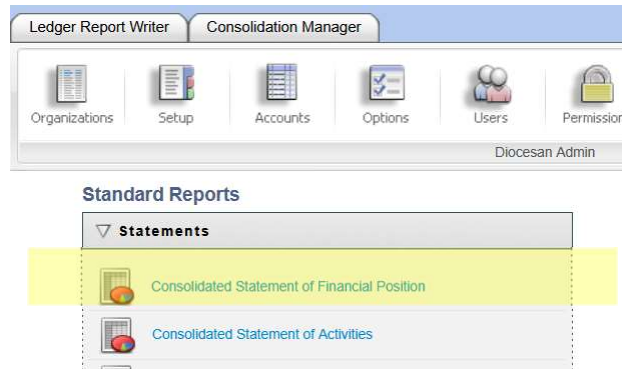 Ledger Report Writer Consolidation Manager
Organizations Setup Accounts Options Users Permission
Diocesan Admin
Standard Reports
Statements
Consolidated Statement of Financial Position
Consolidated Statement of Activities